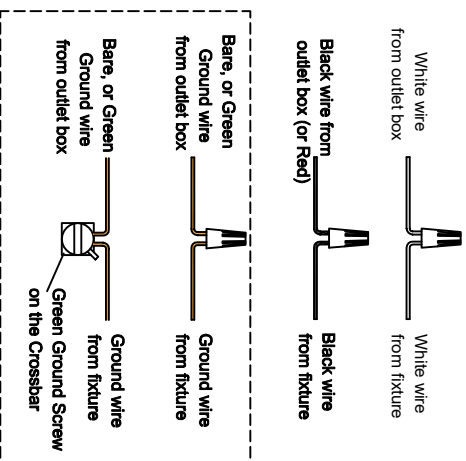 White wire
from outlet box
White wire
from fixture
Black wire from
outlet box (or Red)
Black wire
from fixture
Bare, or Green
Ground wire
from outlet box
Ground wire
from fixture
Bare, or Green
Ground wire
from outlet box
Ground wire
from fixture
Green Ground Screw
on the Crossbar